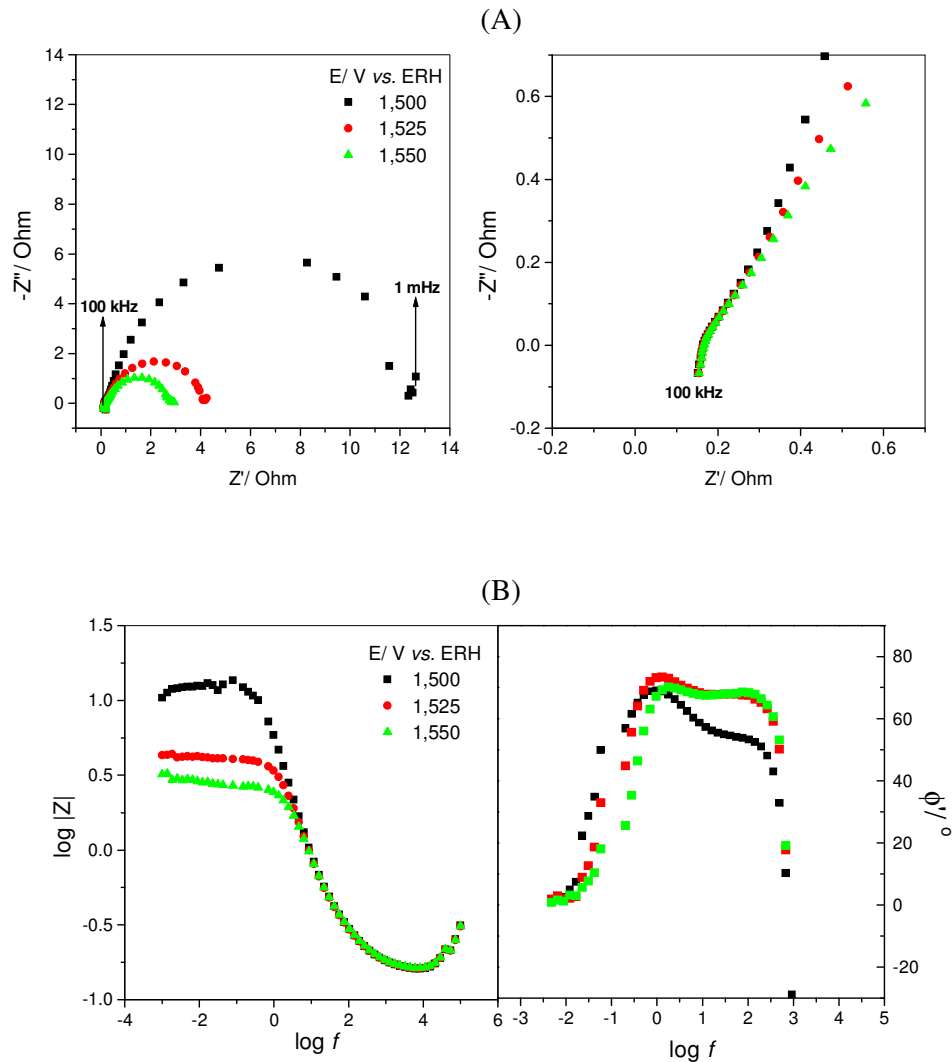 (A)
14
12
10
8
6
4
2
0
-Z''/ Ohm
E/ V vs. ERH
1,500
1,525
1,550
100 kHz
1 mHz
0 2 4 6 8 10 12 14
Z'/ Ohm
0.6
0.4
0.2
0.0
-0.2
-Z''/ Ohm
100 kHz
-0.2 0.0 0.2 0.4 0.6
Z'/ Ohm
(B)
1.5
1.0
0.5
0.0
-0.5
-1.0
log |Z|
E/ V vs. ERH
1,500
1,525
1,550
-4 -2 0 2 4 6
log f
80
60
40
20
0
-20
ϕ'/ °
-3 -2 -1 0 1 2 3 4 5
log f